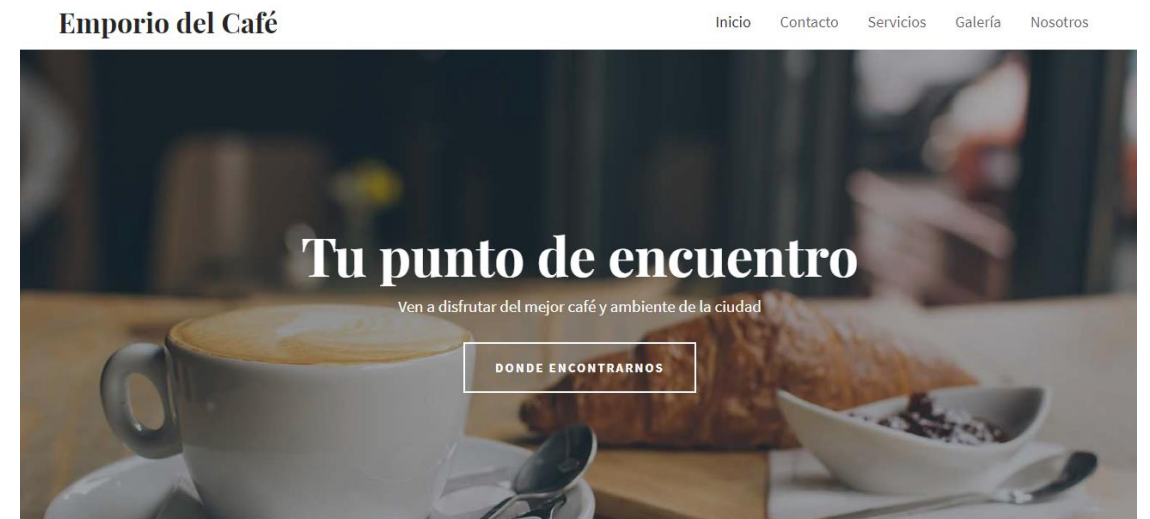 Emporio del Café
Inicio Contacto Servicios Galería Nosotros
Tu punto de encuentro
Ven a disfrutar del mejor café y ambiente de la ciudad
DONDE ENCONTRARNOS